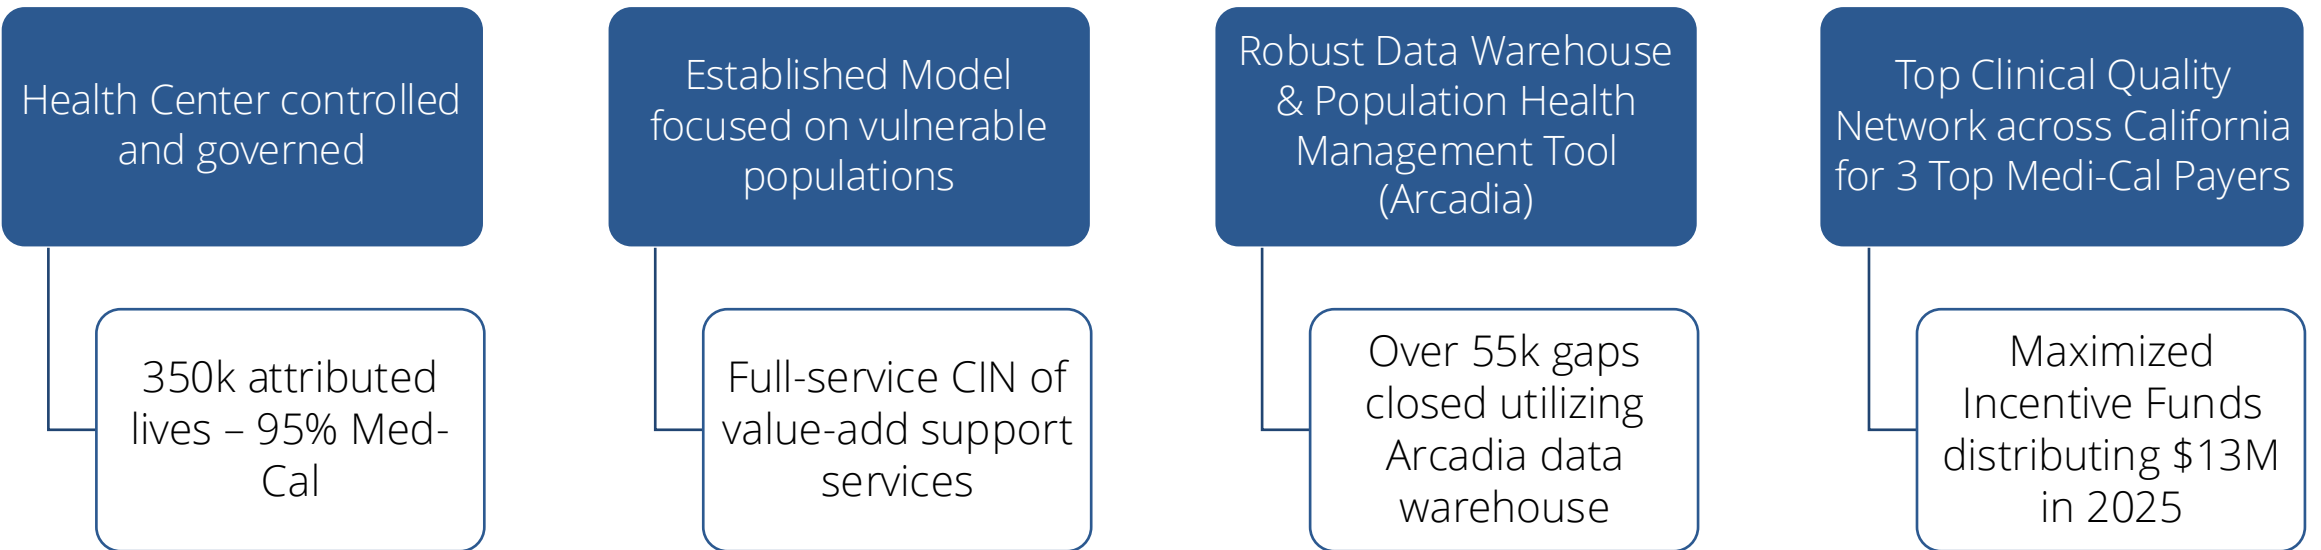 Health Center controlled
and governed
350k attributed
lives – 95% Med-
Cal
Established Model
focused on vulnerable
populations
Full-service CIN of
value-add support
services
Robust Data Warehouse
& Population Health
Management Tool
(Arcadia)
Over 55k gaps
closed utilizing
Arcadia data
warehouse
Top Clinical Quality
Network across California
for 3 Top Medi-Cal Payers
Maximized
Incentive Funds
distributing $13M
in 2025